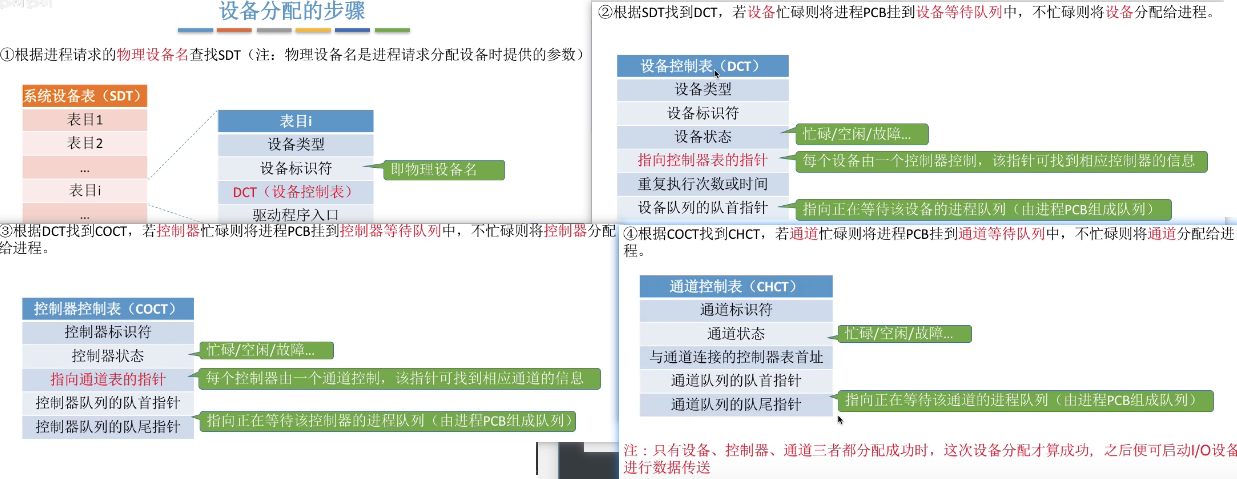 设备分配的步骤
①根据进程请求的物理设备名查找SDT（注：物理设备名是进程请求分配设备时提供的参数）
系统设备表（SDT）
表目1
表目2
...
表目i
...
表目i
设备类型
设备标识符
即物理设备名
DCT（设备控制表）
驱动程序入口
②根据SDT找到DCT，若设备忙碌则将进程PCB挂到设备等待队列中，不忙碌则将设备分配给进程。
设备控制表（DCT）
设备类型
设备标识符
设备状态
忙碌/空闲/故障...
指向控制器表的指针
每个设备由一个控制器控制，该指针可找到相应控制器的信息
重复执行次数或时间
设备队列的队首指针
指向正在等待该设备的进程队列（由进程PCB组成队列）
③根据DCT找到COCT，若控制器忙碌则将进程PCB挂到控制器等待队列中，不忙碌则将控制器分配
给进程。
控制器控制表（COCT）
控制器标识符
控制器状态
忙碌/空闲/故障...
指向通道表的指针
每个控制器由一个通道控制，该指针可找到相应通道的信息
控制器队列的队首指针
控制器队列的队尾指针
指向正在等待该控制器的进程队列（由进程PCB组成队列）
④根据COCT找到CHCT，若通道忙碌则将进程PCB挂到通道等待队列中，不忙碌则将通道分配给进
程。
通道控制表（CHCT）
通道标识符
通道状态
忙碌/空闲/故障...
与通道连接的控制器表首址
通道队列的队首指针
通道队列的队尾指针
指向正在等待该通道的进程队列（由进程PCB组成队列）
注：只有设备、控制器、通道三者都分配成功时，这次设备分配才算成功，之后便可启动I/O设备
进行数据传送